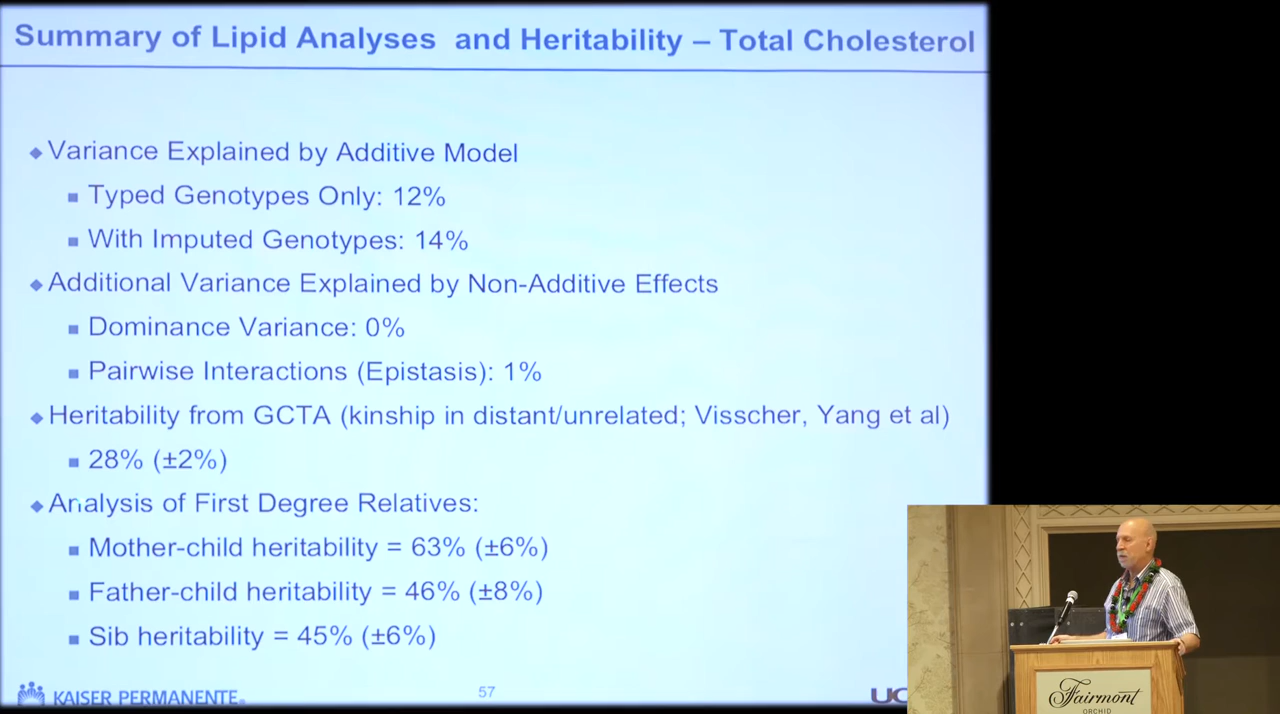 Summary of Lipid Analyses and Heritability – Total Cholesterol
◆ Variance Explained by Additive Model
■ Typed Genotypes Only: 12%
■ With Imputed Genotypes: 14%
◆ Additional Variance Explained by Non-Additive Effects
■ Dominance Variance: 0%
■ Pairwise Interactions (Epistasis): 1%
◆ Heritability from GCTA (kinship in distant/unrelated; Visscher, Yang et al)
■ 28% (±2%)
◆ Analysis of First Degree Relatives:
■ Mother-child heritability = 63% (±6%)
■ Father-child heritability = 46% (±8%)
■ Sib heritability = 45% (±6%)
KAISER PERMANENTE®
57
UC
Fairmont
ORCHID